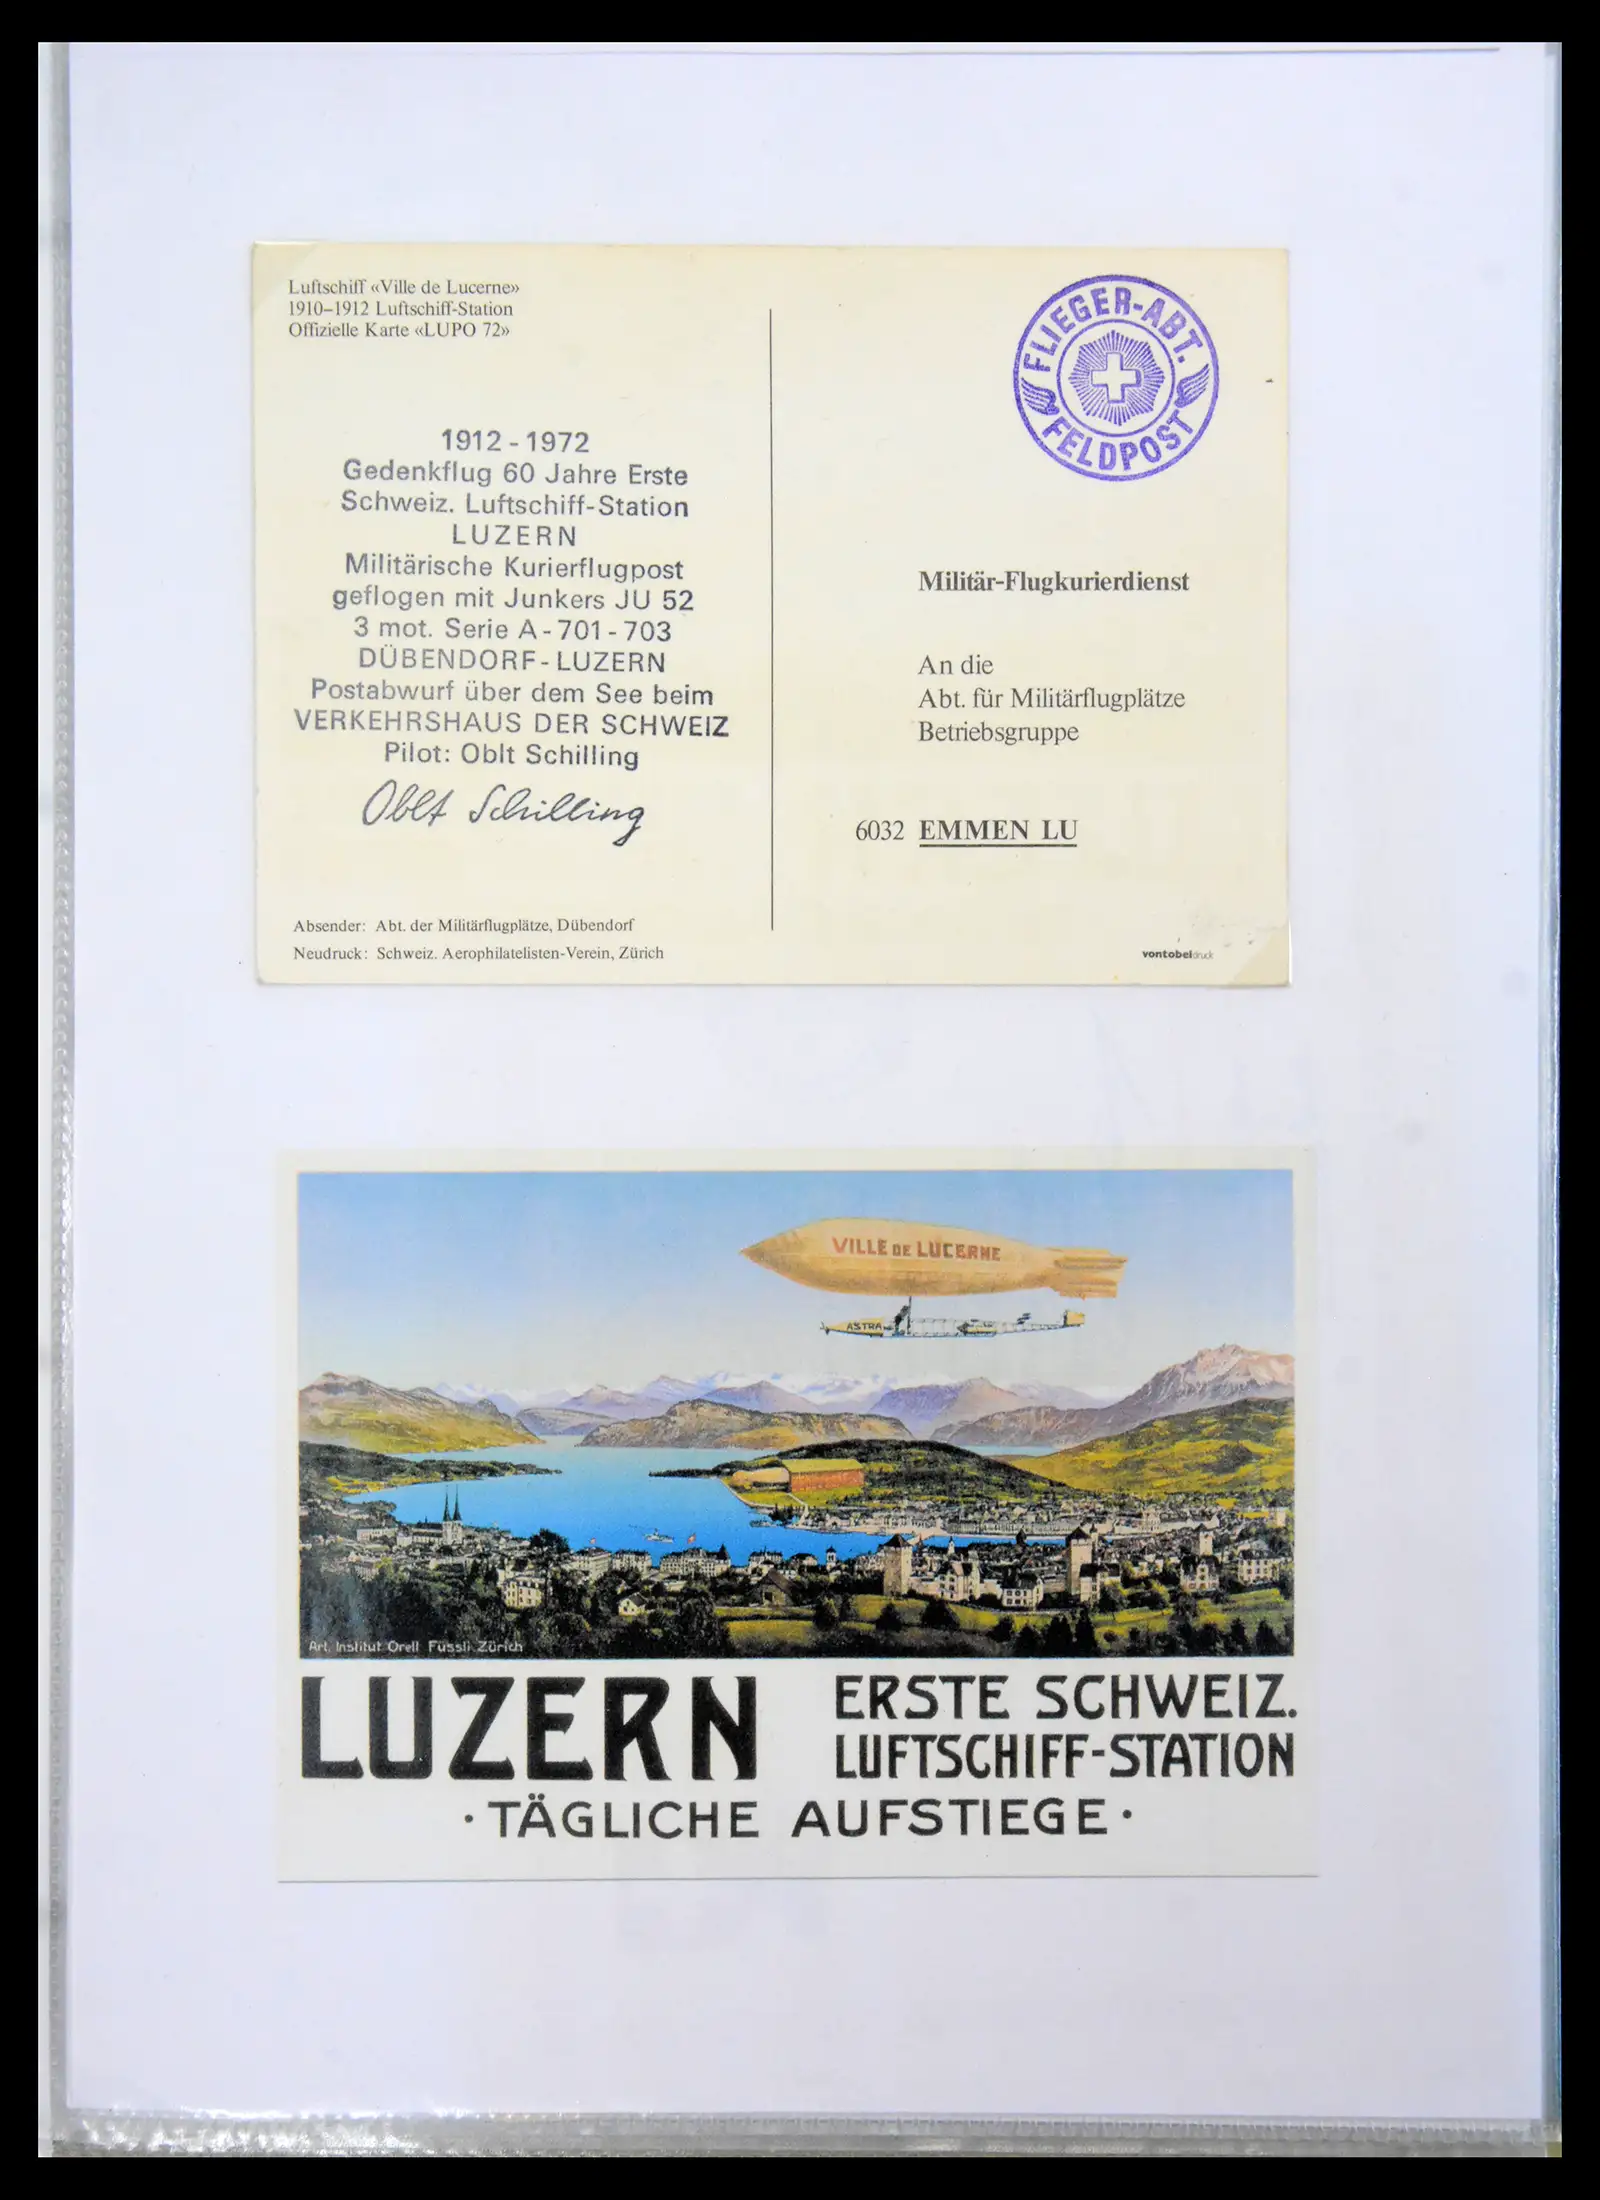 Luftschiff «Ville de Lucerne»
1910–1912 Luftschiff-Station
Offizielle Karte «LUPO 72»
FLIEGER-ABT.
FELDPOST
1912 - 1972
Gedenkflug 60 Jahre Erste
Schweiz. Luftschiff-Station
LUZERN
Militärische Kurierflugpost
geflogen mit Junkers JU 52
3 mot. Serie A - 701 - 703
DÜBENDORF - LUZERN
Postabwurf über dem See beim
VERKEHRSHAUS DER SCHWEIZ
Pilot: Oblt Schilling
Oblt Schilling
Militär-Flugkurierdienst
An die
Abt. für Militärflugplätze
Betriebsgruppe
6032 EMMEN LU
Absender: Abt. der Militärflugplätze, Dübendorf
Neudruck: Schweiz. Aerophilatelisten-Verein, Zürich
vontobeldruck
VILLE DE LUCERNE
ASTRA
Art. Institut Orell Füssli Zürich
LUZERN
ERSTE SCHWEIZ.
LUFTSCHIFF-STATION
· TÄGLICHE AUFSTIEGE ·